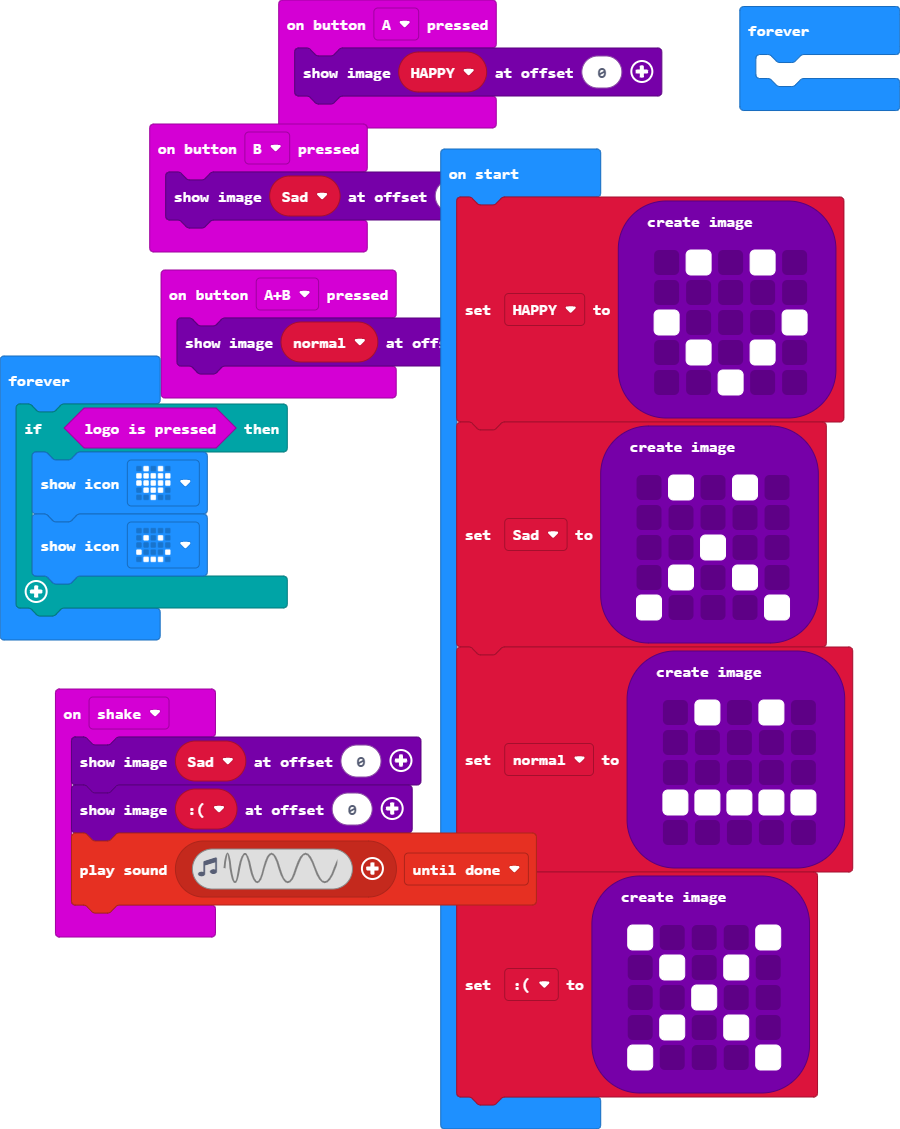 on button A pressed
show image HAPPY at offset 0
forever
on button B pressed
show image Sad at offset
on start
set HAPPY to create image
on button A+B pressed
show image normal at off
forever
if logo is pressed then
show icon
show icon
set Sad to create image
set normal to create image
on shake
show image Sad at offset 0
show image :( at offset 0
play sound until done
set :( to create image